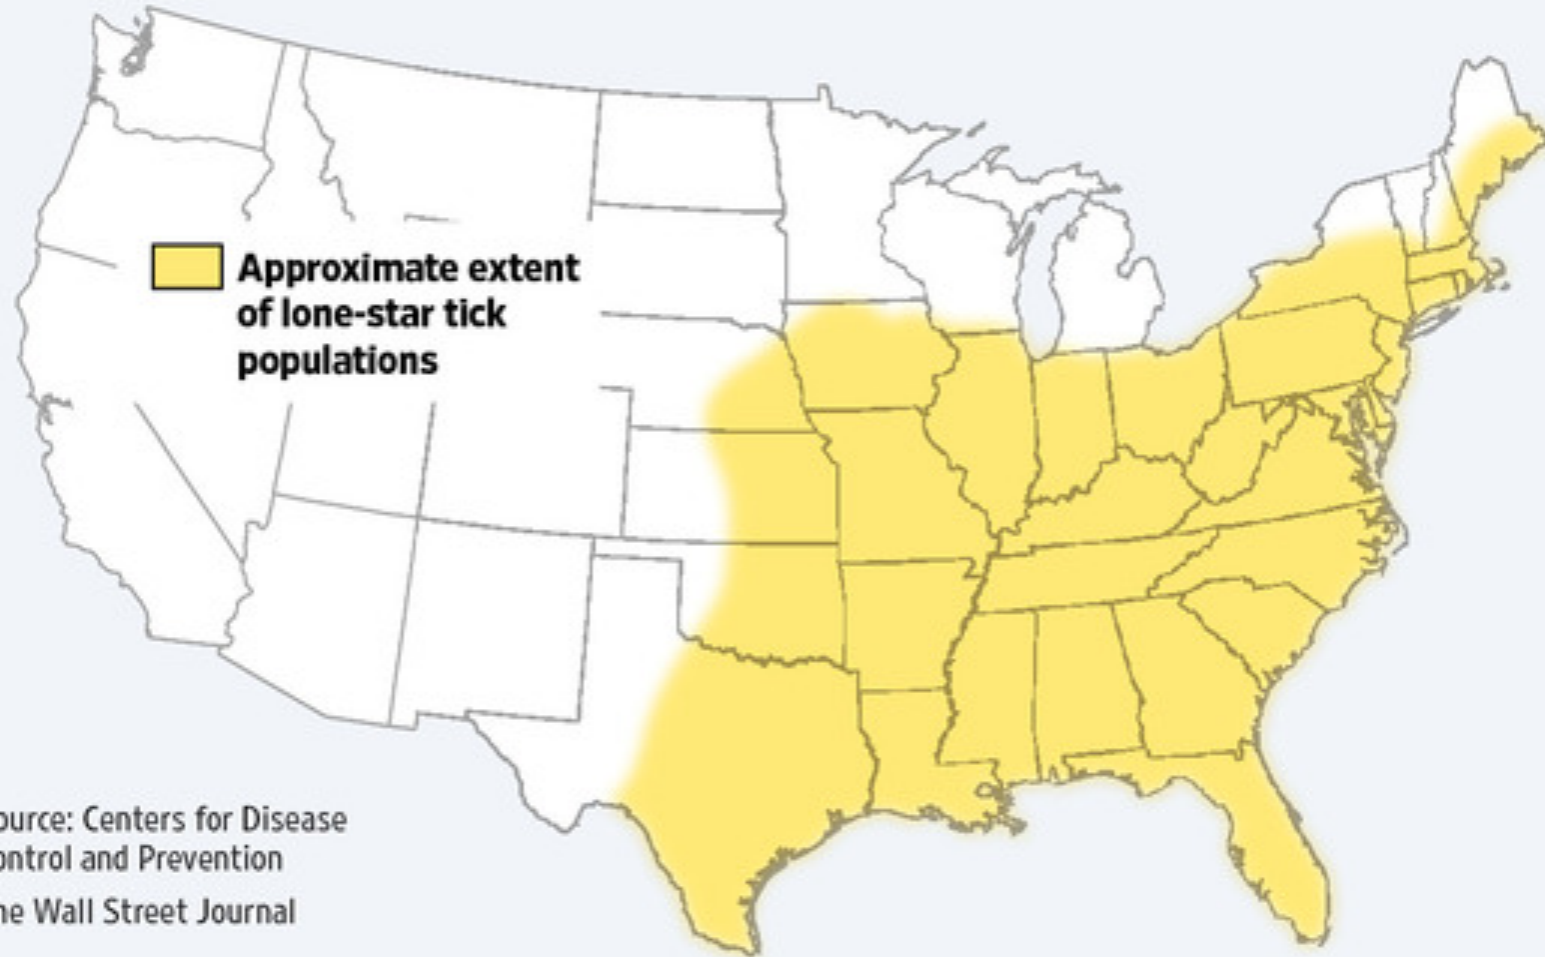 Approximate extent
of lone-star tick
populations
ource: Centers for Disease
ontrol and Prevention
he Wall Street Journal